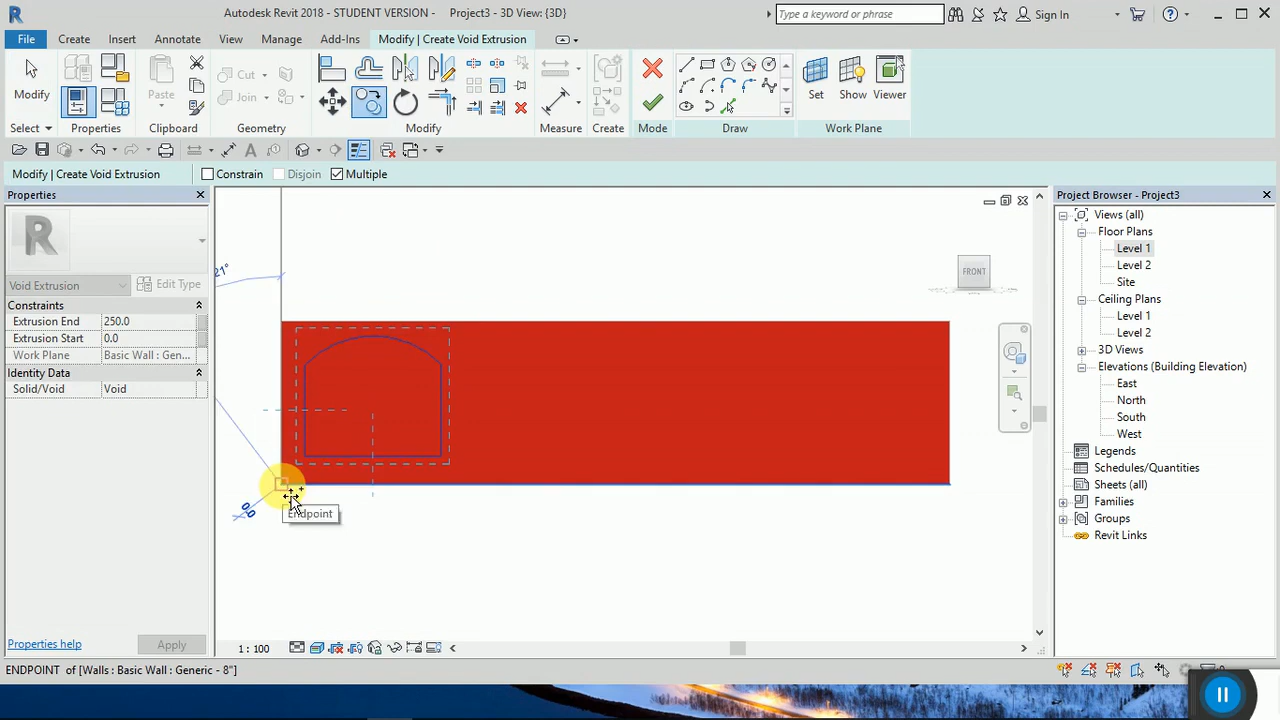 Autodesk Revit 2018 - STUDENT VERSION - Project3 - 3D View: {3D}
Type a keyword or phrase
Sign In
File
Create
Insert
Annotate
View
Manage
Add-Ins
Modify | Create Void Extrusion
Modify
Paste
Cut
Join
Create
Set
Show
Viewer
Select
Properties
Clipboard
Geometry
Modify
Measure
Create
Mode
Draw
Work Plane
Modify | Create Void Extrusion
Constrain
Disjoin
Multiple
Properties
Void Extrusion
Edit Type
Constraints
Extrusion End 250.0
Extrusion Start 0.0
Work Plane Basic Wall : Gen...
Identity Data
Solid/Void Void
Properties help
Apply
21°
FRONT
0.0
Endpoint
1 : 100
Project Browser - Project3
Views (all)
Floor Plans
Level 1
Level 2
Site
Ceiling Plans
Level 1
Level 2
3D Views
Elevations (Building Elevation)
East
North
South
West
Legends
Schedules/Quantities
Sheets (all)
Families
Groups
Revit Links
ENDPOINT of [Walls : Basic Wall : Generic - 8"]